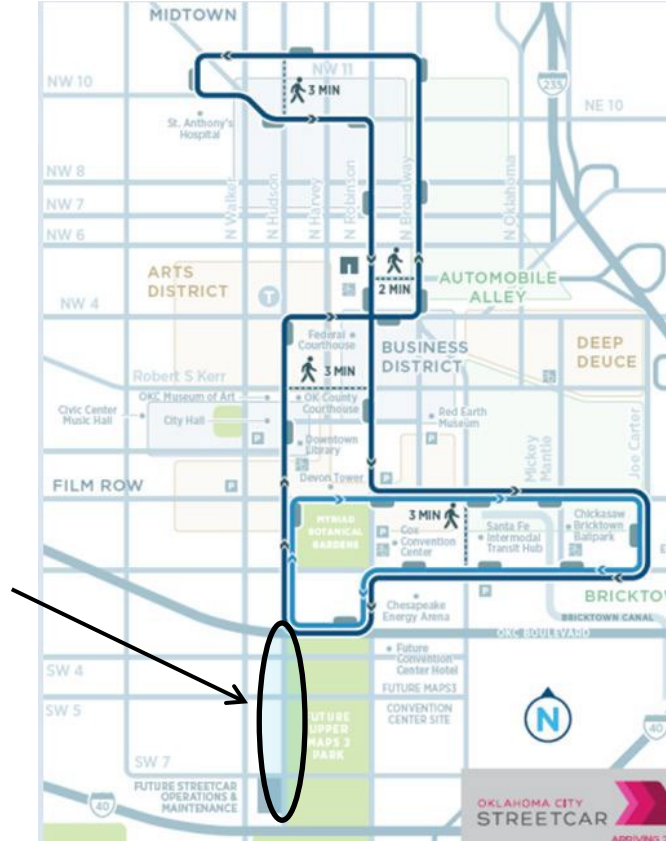 MIDTOWN
NW 11
NW 10
3 MIN
235
NE 10
St. Anthony's
Hospital
NW 8
NW 7
NW 6
N Walker
N Hudson
N Harvey
N Robinson
N Broadway
N Oklahoma
ARTS
DISTRICT
T
2 MIN
AUTOMOBILE
ALLEY
NW 4
Federal
Courthouse
BUSINESS
DISTRICT
DEEP
DEUCE
3 MIN
Robert S Kerr
OKC Museum of Art
OK County
Courthouse
Civic Center
Music Hall
City Hall
Red Earth
Museum
P
P
Downtown
Library
Mickey
Mantle
Joe Carter
Devon Tower
P
FILM ROW
P
MYRIAD
BOTANICAL
GARDENS
3 MIN
P
Cox
Convention
Center
Santa Fe
Intermodal
Transit Hub
Chickasaw
Bricktown
Ballpark
E
P
BRICKTO
Chesapeake
Energy Arena
BRICKTOWN CANAL
OKC BOULEVARD
SW 4
Future
Convention
Center Hotel
SW 5
FUTURE MAPS3
CONVENTION
CENTER SITE
FUTURE
UPPER
MAPS 3
PARK
N
40
SW 7
FUTURE STREETCAR
OPERATIONS &
MAINTENANCE
40
OKLAHOMA CITY
STREETCAR
ARRIVING